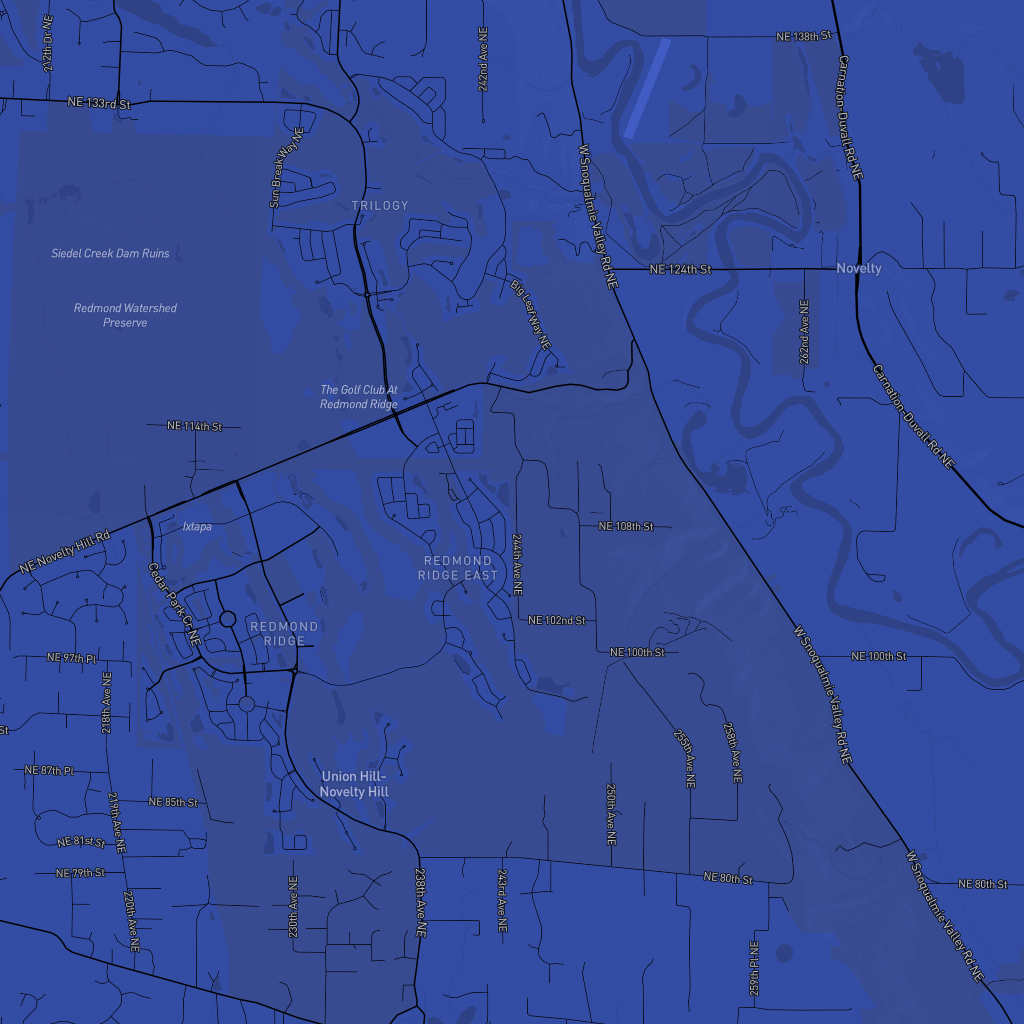 212th Dr NE
242nd Ave NE
NE 138th St
Carnation-Duvall Rd NE
NE 133rd St
Sun Break Way NE
W Snoqualmie Valley Rd NE
TRILOGY
Siedel Creek Dam Ruins
NE 124th St
Novelty
Redmond Watershed
Preserve
Big Leaf Way NE
262nd Ave NE
The Golf Club At
Redmond Ridge
Carnation-Duvall Rd NE
NE 114th St
Ixtapa
NE 108th St
NE Novelty Hill Rd
244th Ave NE
REDMOND
RIDGE EAST
Cedar Park Cr NE
REDMOND
RIDGE
NE 102nd St
NE 100th St
NE 100th St
W Snoqualmie Valley Rd NE
NE 97th Pl
218th Ave NE
St
255th Ave NE
258th Ave NE
NE 87th Pl
Union Hill-
Novelty Hill
NE 85th St
219th Ave NE
250th Ave NE
NE 81st St
NE 79th St
NE 80th St
NE 80th St
W Snoqualmie Valley Rd NE
220th Ave NE
230th Ave NE
238th Ave NE
243rd Ave NE
259th Pl NE